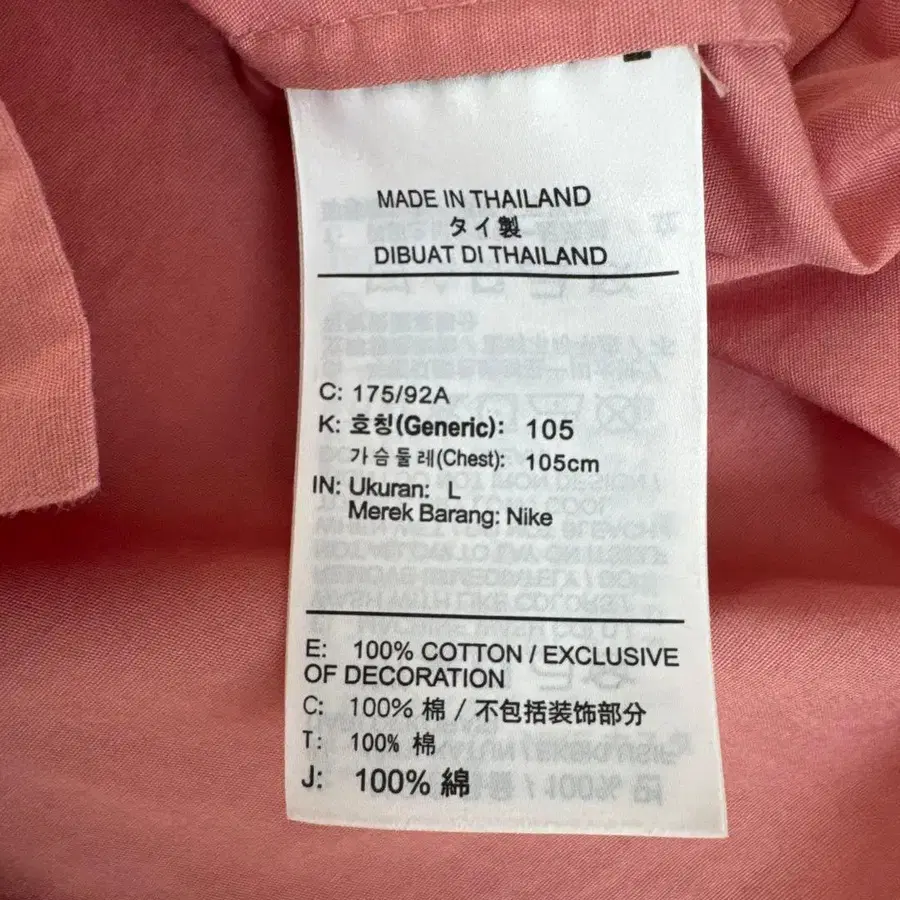 MADE IN THAILAND
タイ製
DIBUAT DI THAILAND
C: 175/92A
K: 호칭(Generic): 105
가슴둘레(Chest): 105cm
IN: Ukuran: L
Merek Barang: Nike
E: 100% COTTON / EXCLUSIVE
OF DECORATION
C: 100% 棉 / 不包括装饰部分
T: 100% 棉
J: 100% 綿